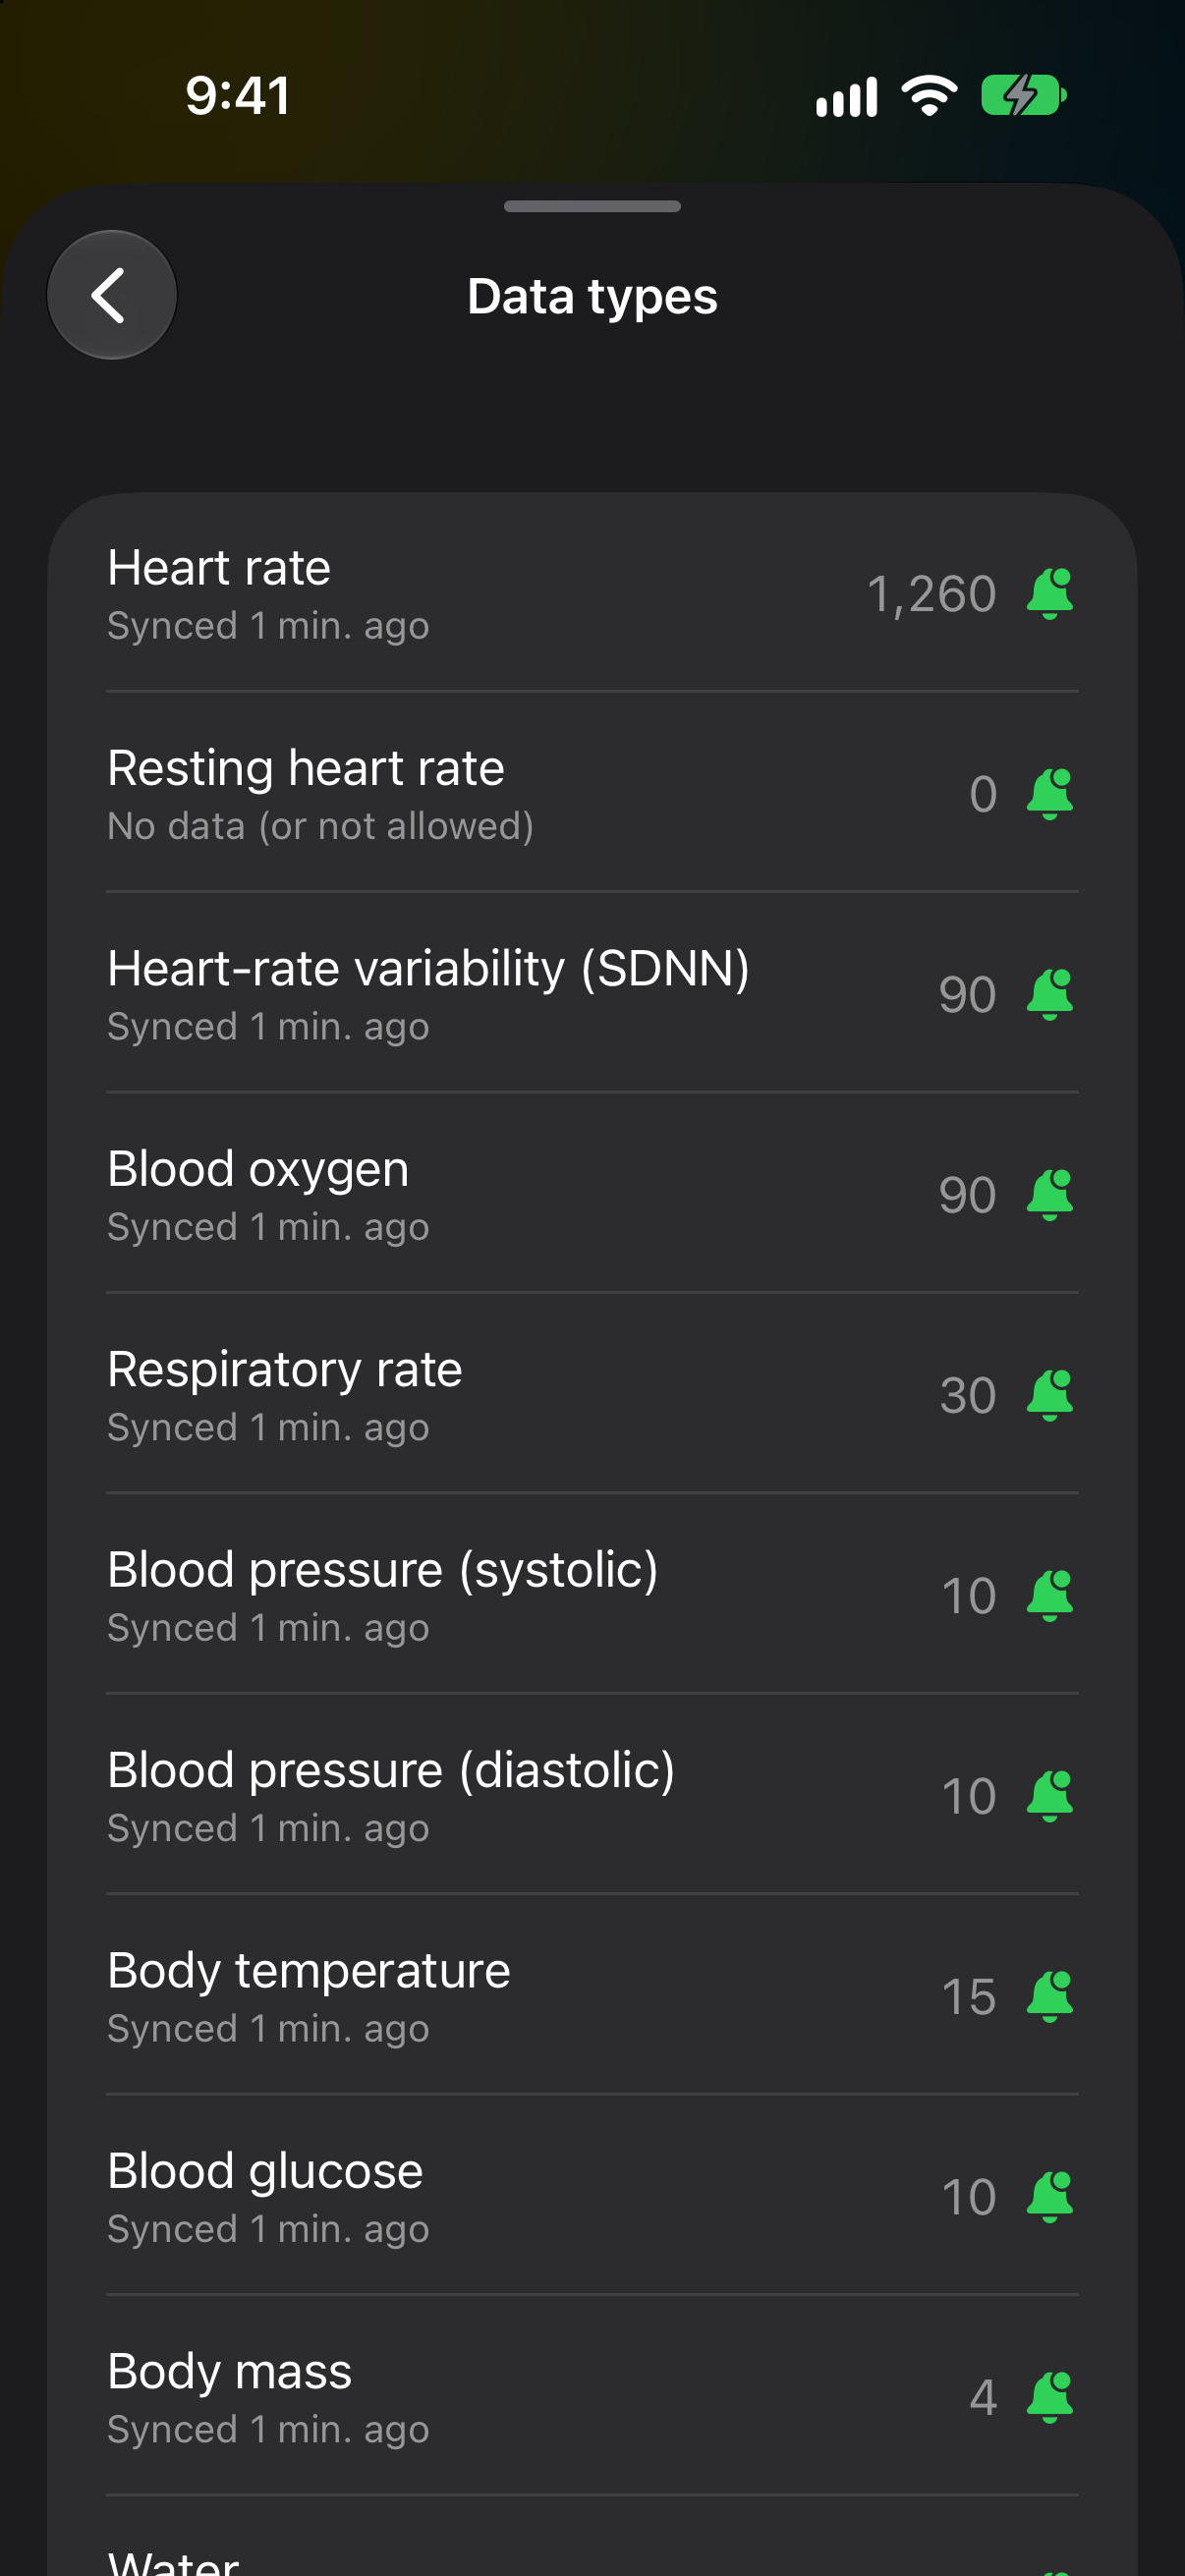 9:41
Data types
Heart rate
Synced 1 min. ago
1,260
Resting heart rate
No data (or not allowed)
0
Heart-rate variability (SDNN)
Synced 1 min. ago
90
Blood oxygen
Synced 1 min. ago
90
Respiratory rate
Synced 1 min. ago
30
Blood pressure (systolic)
Synced 1 min. ago
10
Blood pressure (diastolic)
Synced 1 min. ago
10
Body temperature
Synced 1 min. ago
15
Blood glucose
Synced 1 min. ago
10
Body mass
Synced 1 min. ago
4
Water